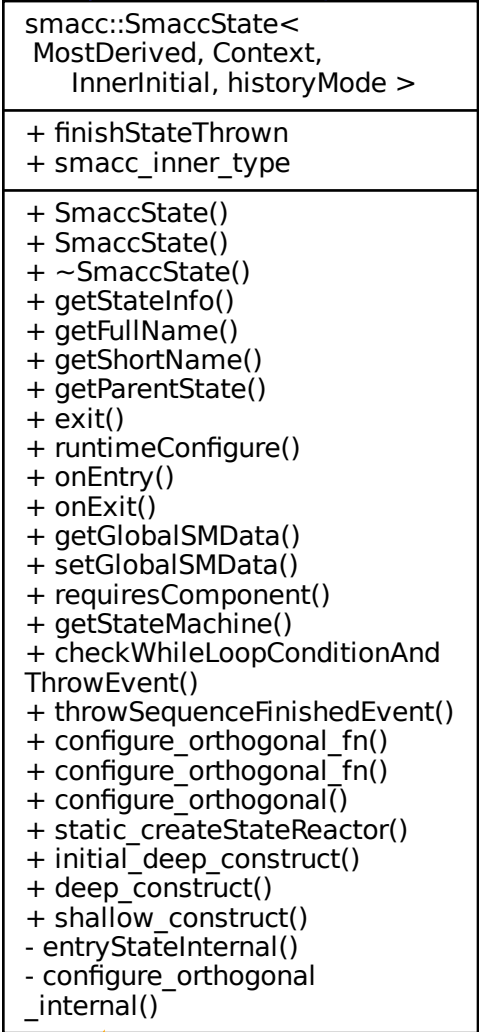 smacc::SmaccState<
MostDerived, Context,
InnerInitial, historyMode >
+ finishStateThrown
+ smacc_inner_type
+ SmaccState()
+ SmaccState()
+ ~SmaccState()
+ getStateInfo()
+ getFullName()
+ getShortName()
+ getParentState()
+ exit()
+ runtimeConfigure()
+ onEntry()
+ onExit()
+ getGlobalSMData()
+ setGlobalSMData()
+ requiresComponent()
+ getStateMachine()
+ checkWhileLoopConditionAnd
ThrowEvent()
+ throwSequenceFinishedEvent()
+ configure_orthogonal_fn()
+ configure_orthogonal_fn()
+ configure_orthogonal()
+ static_createStateReactor()
+ initial_deep_construct()
+ deep_construct()
+ shallow_construct()
- entryStateInternal()
- configure_orthogonal
_internal()